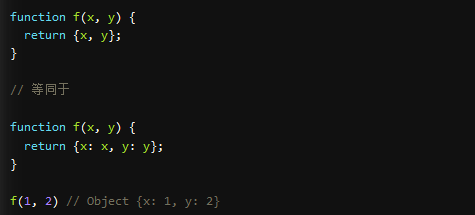 function f(x, y) {
  return {x, y};
}
// 等同于
function f(x, y) {
  return {x: x, y: y};
}
f(1, 2) // Object {x: 1, y: 2}